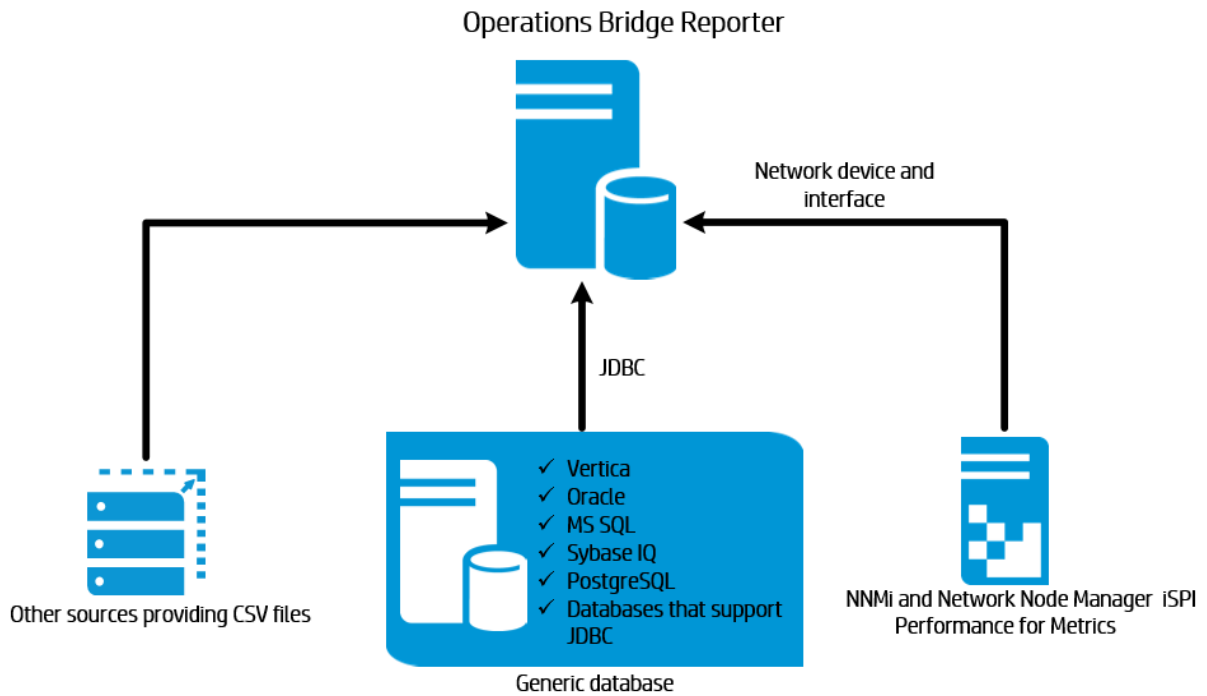 Operations Bridge Reporter
Network device and
interface
JDBC
✓ Vertica
✓ Oracle
✓ MS SQL
✓ Sybase IQ
✓ PostgreSQL
✓ Databases that support
JDBC
Other sources providing CSV files
NNMi and Network Node Manager iSPI
Performance for Metrics
Generic database